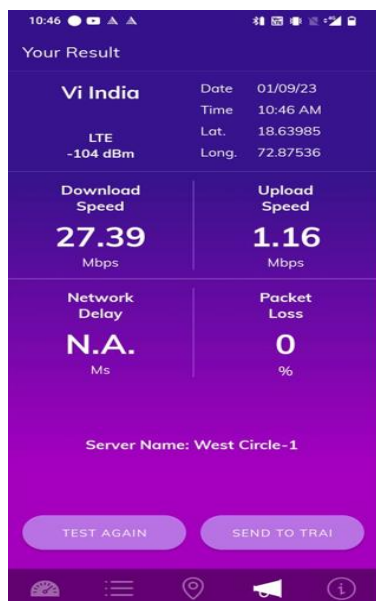 10:46
Your Result
Vi India
LTE
-104 dBm
Date 01/09/23
Time 10:46 AM
Lat. 18.63985
Long. 72.87536
Download
Speed
27.39
Mbps
Upload
Speed
1.16
Mbps
Network
Delay
N.A.
Ms
Packet
Loss
0
%
Server Name: West Circle-1
TEST AGAIN
SEND TO TRAI